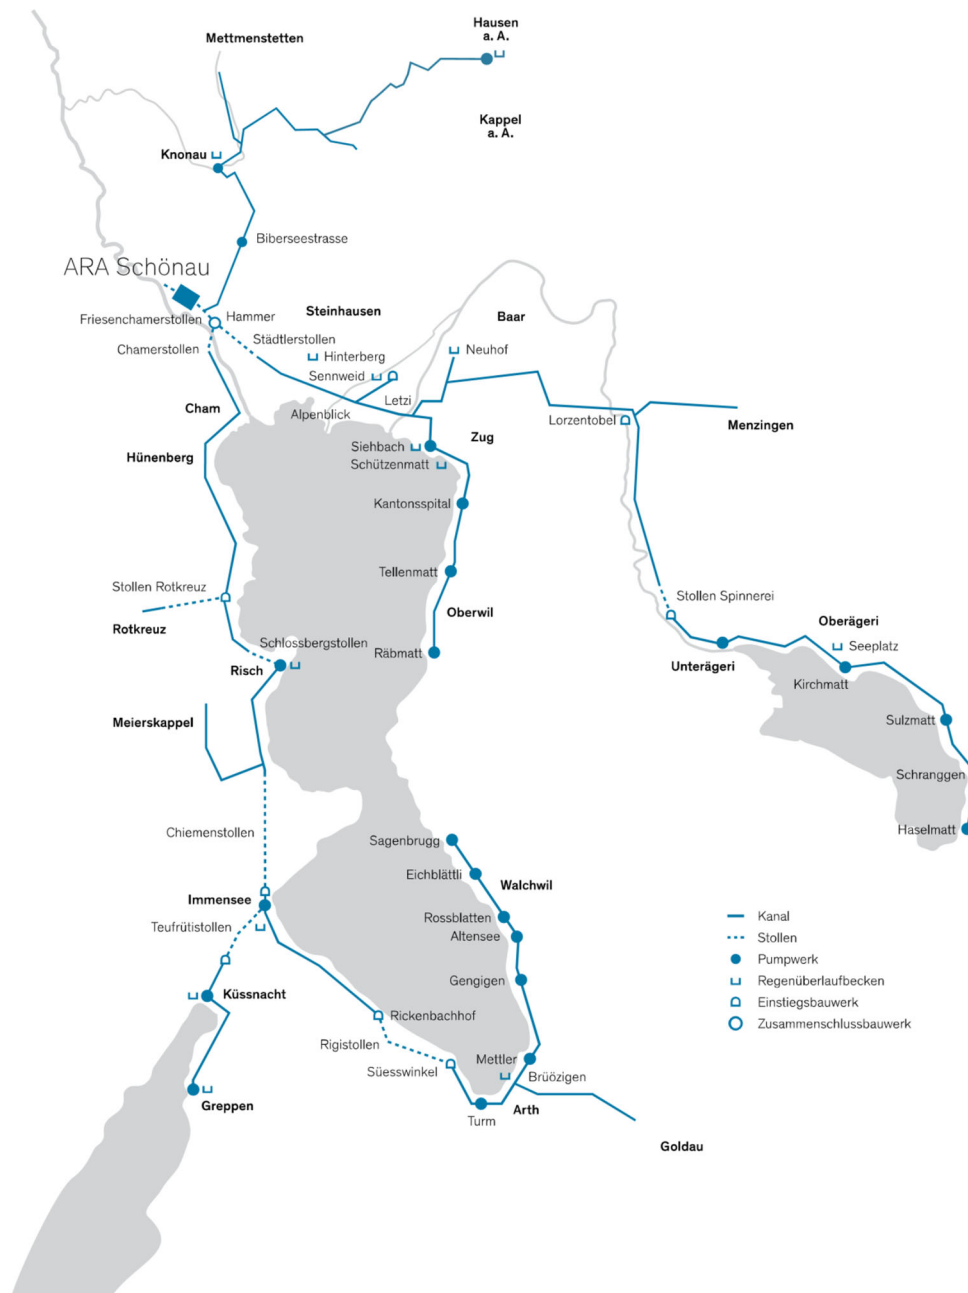 Hausen
a. A.
Mettmenstetten
Kappel
a. A.
Knonau
Biberseestrasse
ARA Schönau
Friesenchamerstollen
Hammer
Steinhausen
Baar
Städtlerstollen
Chamerstollen
Hinterberg
Neuhof
Sennweid
Letzi
Alpenblick
Cham
Lorzentobel
Menzingen
Zug
Siehbach
Hünenberg
Schützenmatt
Kantonsspital
Tellenmatt
Stollen Rotkreuz
Stollen Spinnerei
Oberwil
Oberägeri
Rotkreuz
Schlossbergstollen
Räbmatt
Seeplatz
Risch
Unterägeri
Kirchmatt
Meierskappel
Sulzmatt
Schranggen
Haselmatt
Chiemenstollen
Sagenbrugg
Eichblättli
Walchwil
Immensee
Rossblatten
Teufrütistollen
Altensee
Gengigen
Küssnacht
Rickenbachhof
Rigistollen
Mettler
Süesswinkel
Brüözigen
Greppen
Arth
Turm
Goldau
Kanal
Stollen
Pumpwerk
Regenüberlaufbecken
Einstiegsbauwerk
Zusammenschlussbauwerk